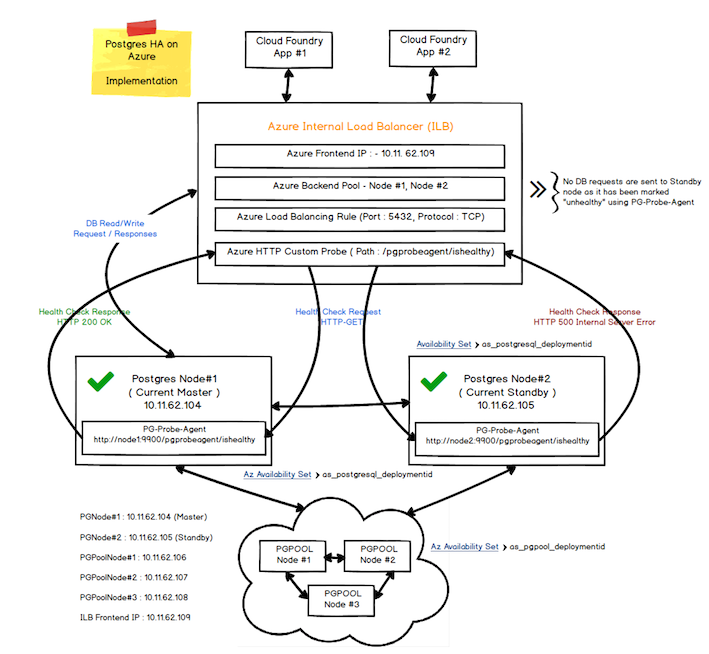 Postgres HA on
Azure
Implementation
Cloud Foundry
App #1
Cloud Foundry
App #2
Azure Internal Load Balancer (ILB)
Azure Frontend IP : - 10.11. 62.109
Azure Backend Pool - Node #1, Node #2
Azure Load Balancing Rule (Port : 5432, Protocol : TCP)
Azure HTTP Custom Probe ( Path : /pgprobeagent/ishealthy)
No DB requests are sent to Standby
node as it has been marked
"unhealthy" using PG-Probe-Agent
DB Read/Write
Request / Responses
Health Check Response
HTTP 200 OK
Health Check Request
HTTP-GET
Health Check Response
HTTP 500 Internal Server Error
Availability Set > as_postgresql_deploymentid
Postgres Node#1
( Current Master )
10.11.62.104
PG-Probe-Agent
http://node1:9900/pgprobeagent/ishealthy
Postgres Node#2
( Current Standby )
10.11.62.105
PG-Probe-Agent
http://node2:9900/pgprobeagent/ishealthy
Az Availability Set > as_postgresql_deploymentid
PGNode#1 : 10.11.62.104 (Master)
PGNode#2 : 10.11.62.105 (Standby)
PGPoolNode#1 : 10.11.62.106
PGPoolNode#2 : 10.11.62.107
PGPoolNode#3 : 10.11.62.108
ILB Frontend IP : 10.11.62.109
PGPOOL
Node #1
PGPOOL
Node #2
PGPOOL
Node #3
Az Availability Set > as_pgpool_deploymentid